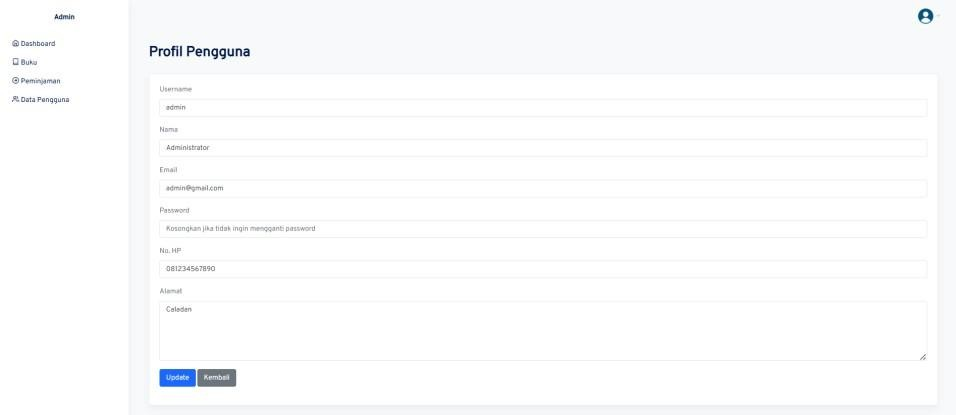 Admin
Dashboard
Buku
Peminjaman
Data Pengguna
Profil Pengguna
Username
admin
Nama
Administrator
Email
admin@gmail.com
Password
Kosongkan jika tidak ingin mengganti password
No. HP
081234567890
Alamat
Caladan
Update Kembali